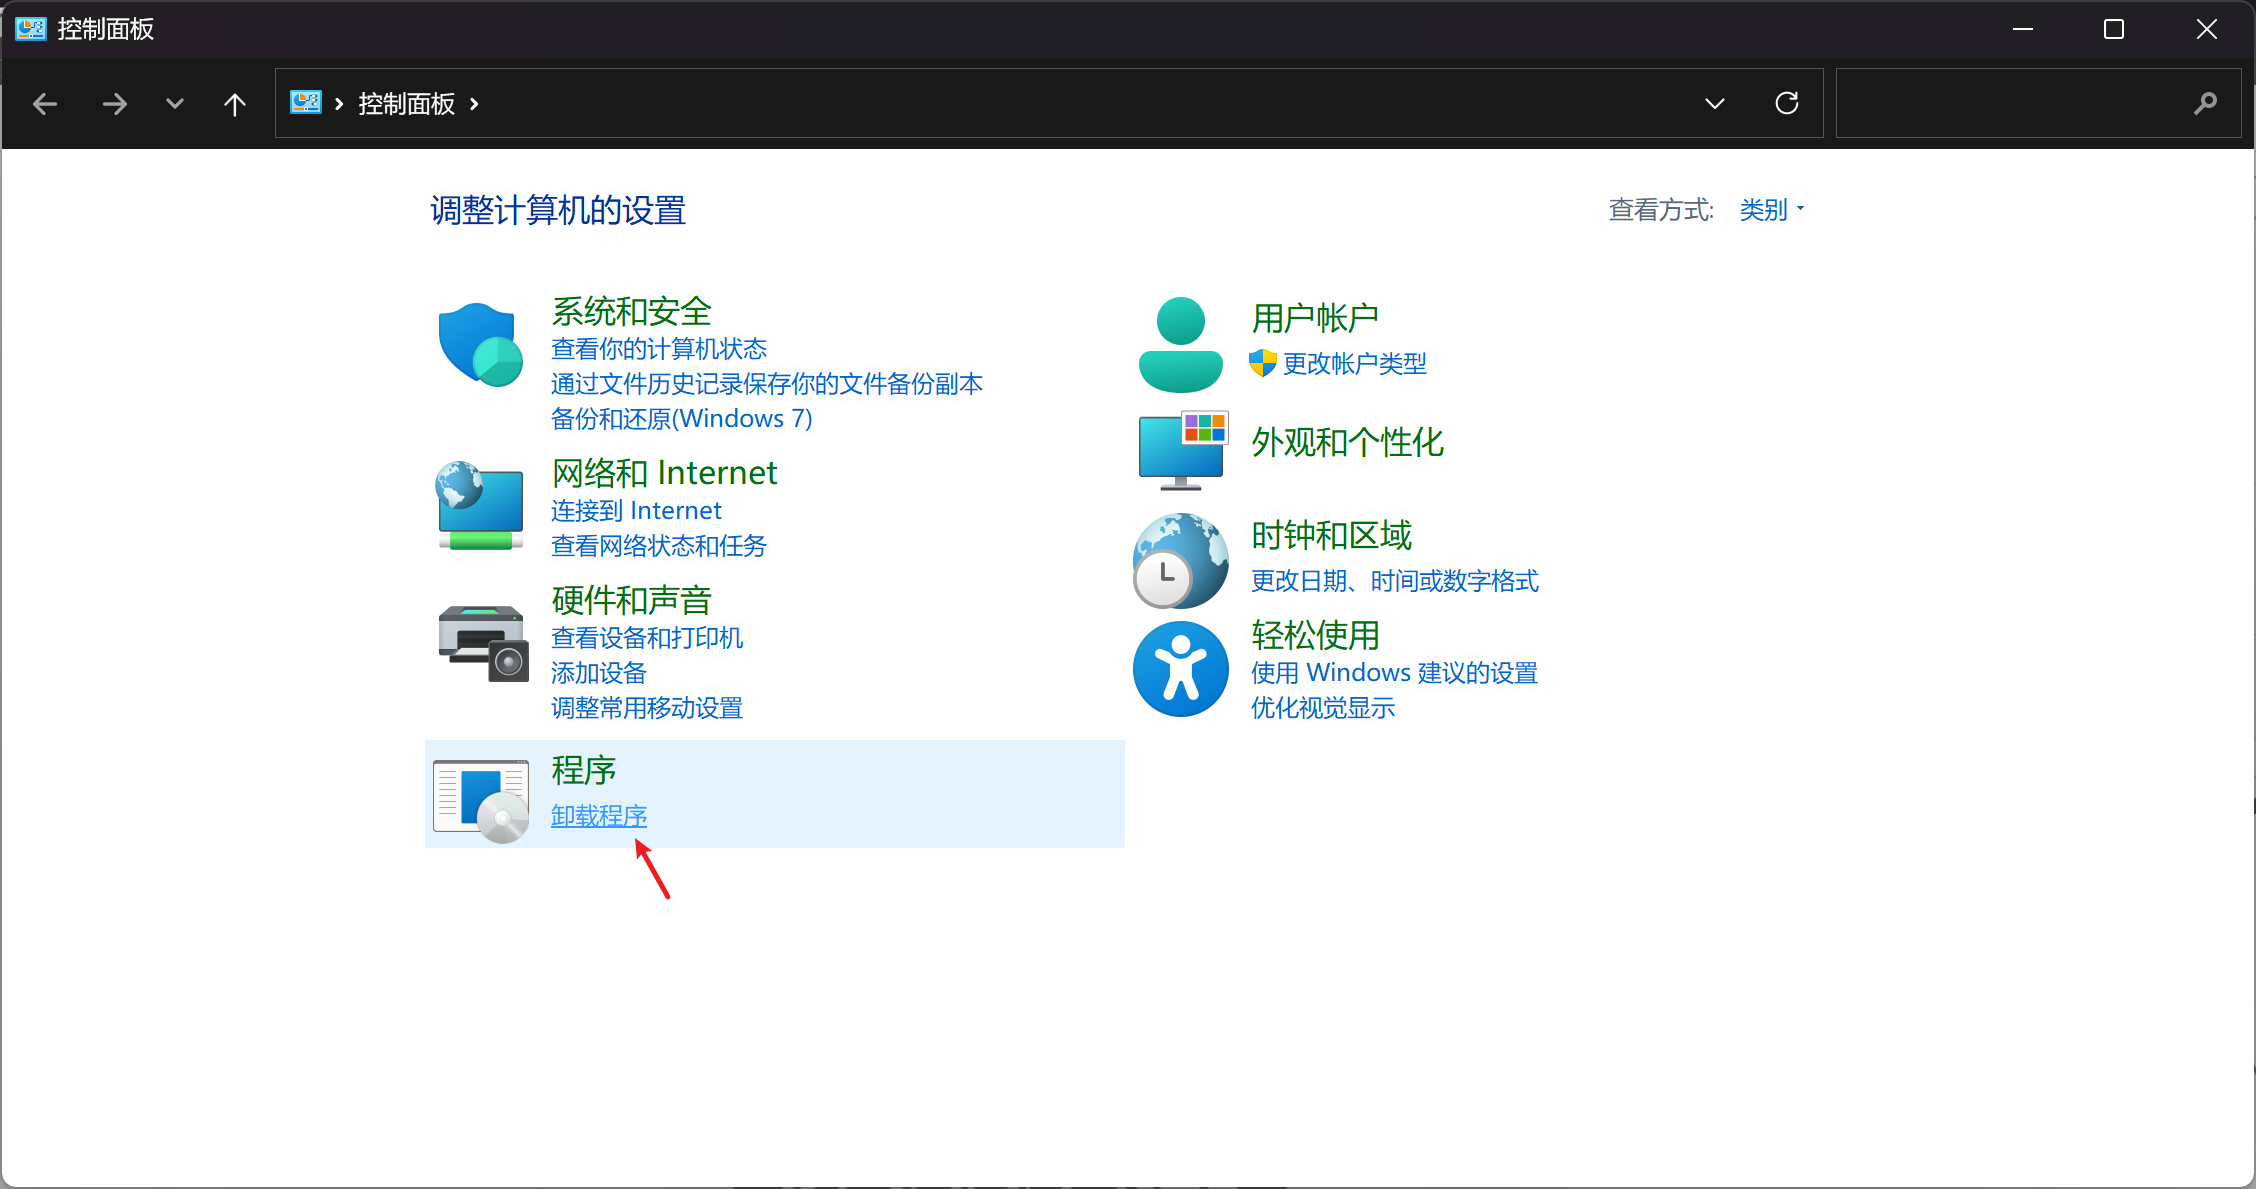 控制面板
控制面板
调整计算机的设置
查看方式: 类别
系统和安全
查看你的计算机状态
通过文件历史记录保存你的文件备份副本
备份和还原(Windows 7)
网络和 Internet
连接到 Internet
查看网络状态和任务
硬件和声音
查看设备和打印机
添加设备
调整常用移动设置
程序
卸载程序
用户帐户
更改帐户类型
外观和个性化
时钟和区域
更改日期、时间或数字格式
轻松使用
使用 Windows 建议的设置
优化视觉显示